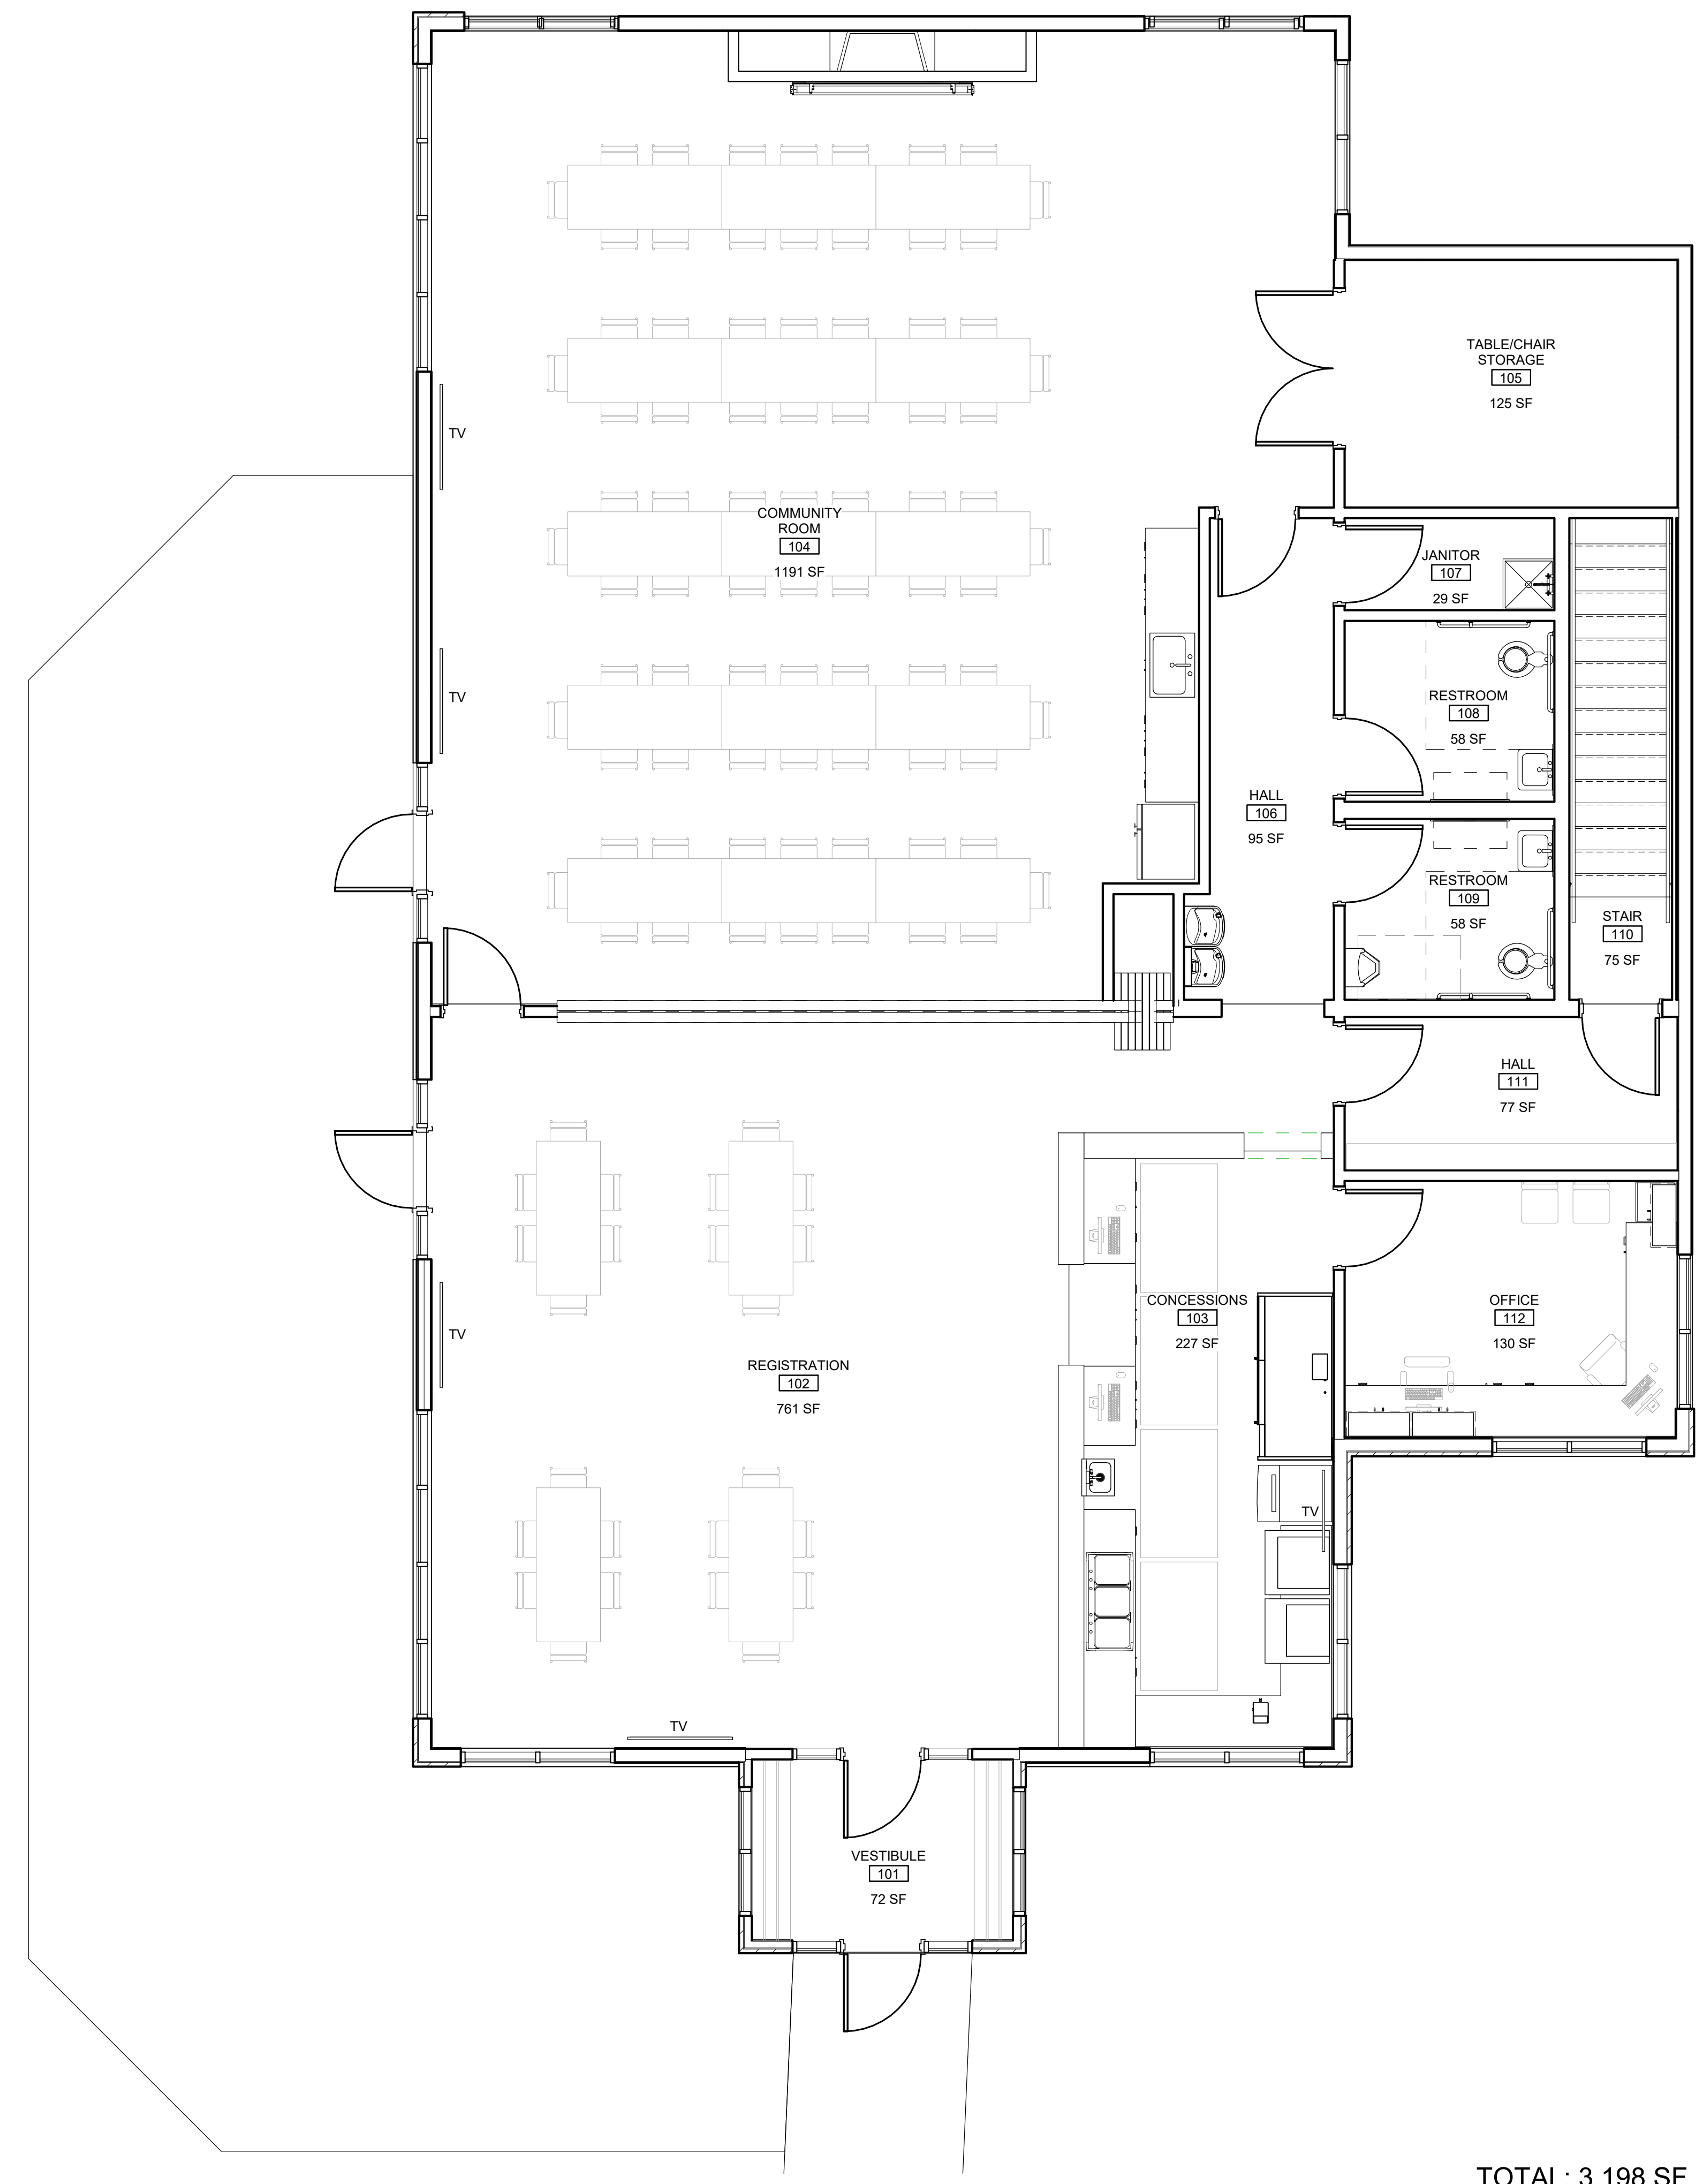 TV
TABLE/CHAIR
STORAGE
105
125 SF
COMMUNITY
ROOM
104
1191 SF
JANITOR
107
29 SF
TV
RESTROOM
108
58 SF
HALL
106
95 SF
RESTROOM
109
58 SF
STAIR
110
75 SF
HALL
111
77 SF
TV
CONCESSIONS
103
227 SF
OFFICE
112
130 SF
REGISTRATION
102
761 SF
TV
TV
VESTIBULE
101
72 SF
TOTAL: 3,198 SF